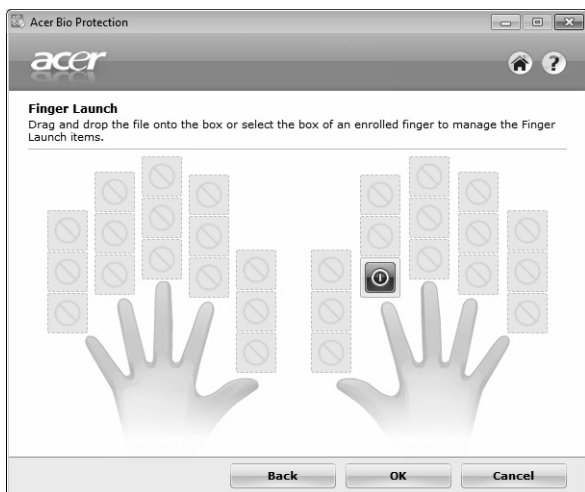 Acer Bio Protection
acer
?
Finger Launch
Drag and drop the file onto the box or select the box of an enrolled finger to manage the Finger
Launch items.
Back OK Cancel